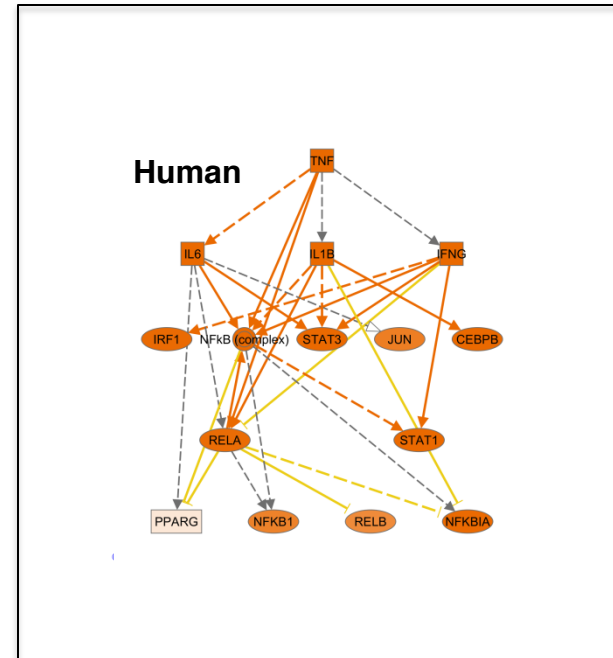 TNF
Human
IL6
IL1B
IFNG
IRF1
NFkB (complex)
STAT3
JUN
CEBPB
RELA
STAT1
PPARG
NFKB1
RELB
NFKBIA